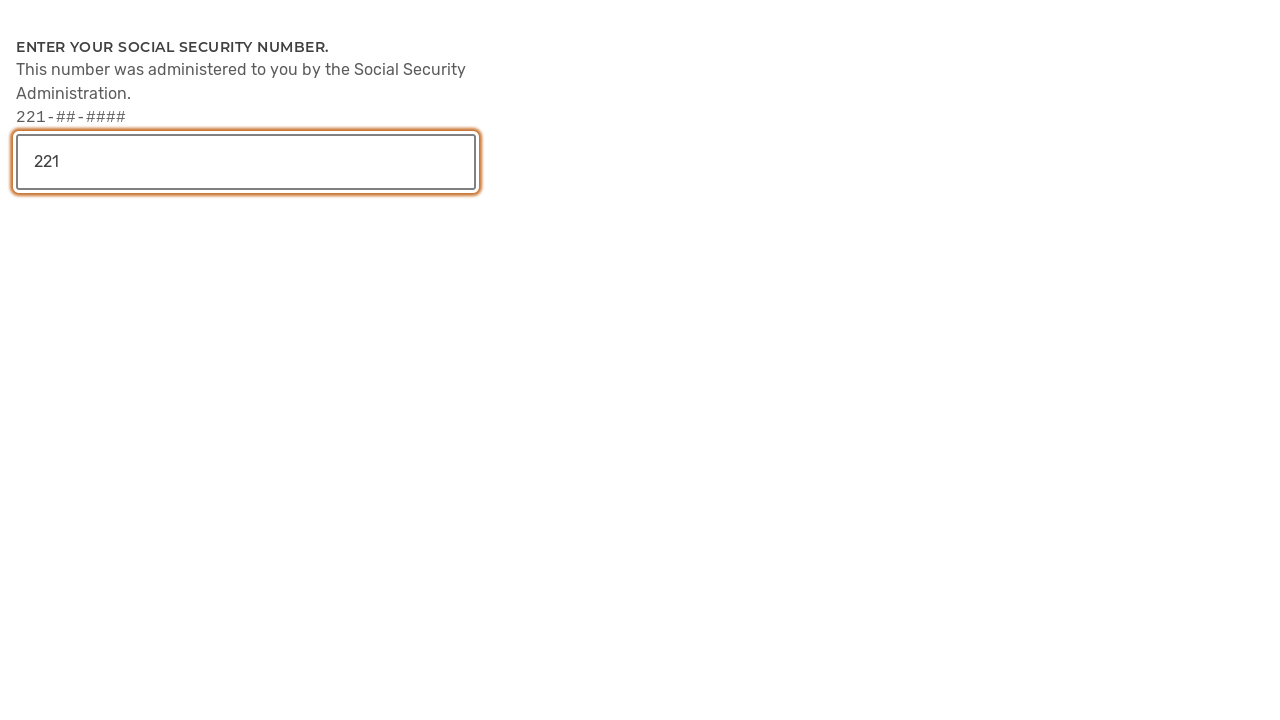 ENTER YOUR SOCIAL SECURITY NUMBER.
This number was administered to you by the Social Security
Administration.
221-##-####
221